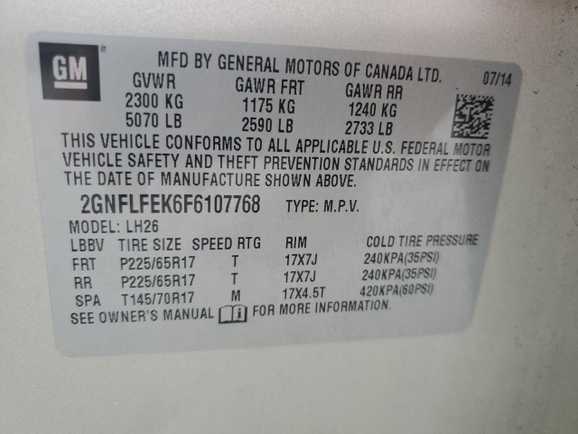 GM ® MFD BY GENERAL MOTORS OF CANADA LTD. 07/14
GVWR GAWR FRT GAWR RR
2300 KG 1175 KG 1240 KG
5070 LB 2590 LB 2733 LB
THIS VEHICLE CONFORMS TO ALL APPLICABLE U.S. FEDERAL MOTOR
VEHICLE SAFETY AND THEFT PREVENTION STANDARDS IN EFFECT ON
THE DATE OF MANUFACTURE SHOWN ABOVE.
2GNFLFEK6F6107768 TYPE: M.P.V.
MODEL: LH26
LBBV TIRE SIZE SPEED RTG RIM COLD TIRE PRESSURE
FRT P225/65R17 T 17X7J 240KPA(35PSI)
RR P225/65R17 T 17X7J 240KPA(35PSI)
SPA T145/70R17 M 17X4.5T 420KPA(60PSI)
SEE OWNER'S MANUAL FOR MORE INFORMATION.